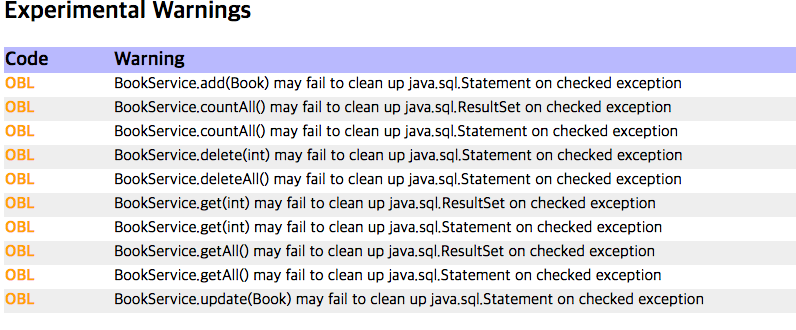 Experimental Warnings
Code Warning
OBL BookService.add(Book) may fail to clean up java.sql.Statement on checked exception
OBL BookService.countAll() may fail to clean up java.sql.ResultSet on checked exception
OBL BookService.countAll() may fail to clean up java.sql.Statement on checked exception
OBL BookService.delete(int) may fail to clean up java.sql.Statement on checked exception
OBL BookService.deleteAll() may fail to clean up java.sql.Statement on checked exception
OBL BookService.get(int) may fail to clean up java.sql.ResultSet on checked exception
OBL BookService.get(int) may fail to clean up java.sql.Statement on checked exception
OBL BookService.getAll() may fail to clean up java.sql.ResultSet on checked exception
OBL BookService.getAll() may fail to clean up java.sql.Statement on checked exception
OBL BookService.update(Book) may fail to clean up java.sql.Statement on checked exception